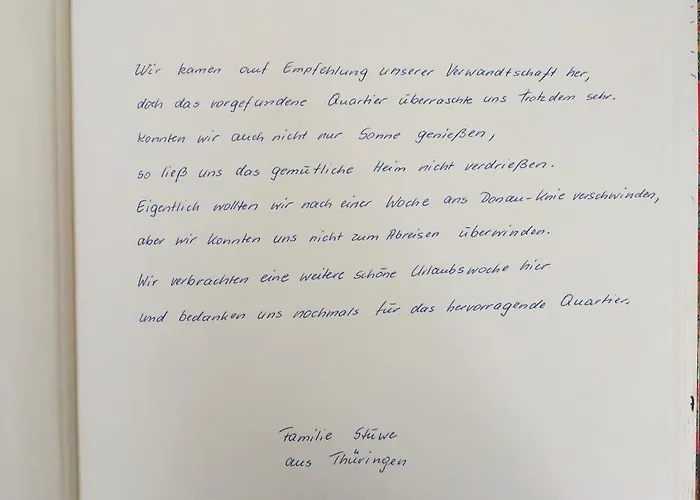 Wir kamen auf Empfehlung unserer Verwandtschaft her,
doch das vorgefundene Quartier überraschte uns trotzdem sehr.
Konnten wir auch nicht nur Sonne genießen,
so ließ uns das gemütliche Heim nicht verdrießen.
Eigentlich wollten wir nach einer Woche ans Donau-Knie verschwinden,
aber wir konnten uns nicht zum Abreisen überwinden.
Wir verbrachten eine weitere schöne Urlaubswoche hier
und bedanken uns nochmals für das hervorragende Quartier.
Familie Stüwe
aus Thüringen